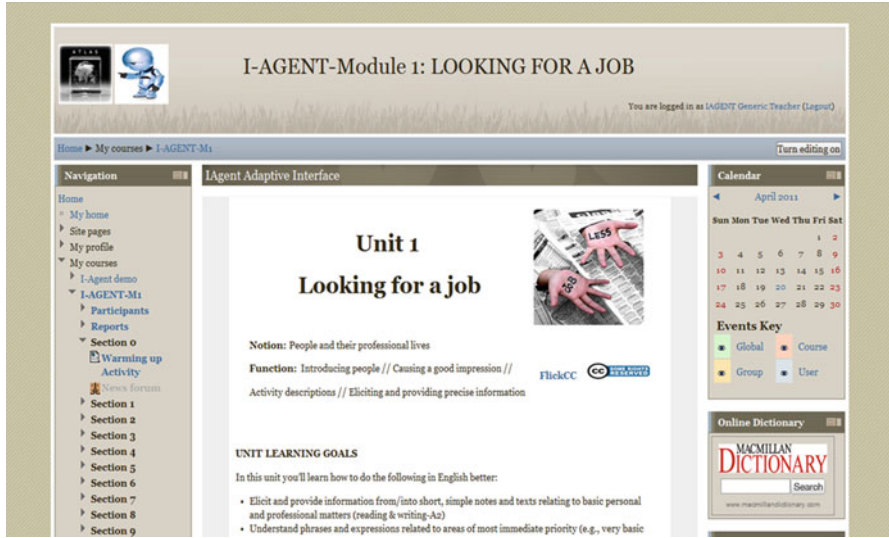 ATLAS
I-AGENT-Module 1: LOOKING FOR A JOB
You are logged in as IAGENT Generic Teacher (Logout)
Home ► My courses ► I-AGENT-M1
Turn editing on
Navigation
Home
My home
Site pages
My profile
My courses
I-Agent demo
I-AGENT-M1
Participants
Reports
Section 0
Warming up
Activity
News forum
Section 1
Section 2
Section 3
Section 4
Section 5
Section 6
Section 7
Section 8
Section 9
IAgent Adaptive Interface
Unit 1
Looking for a job
LESS
JOB
Notion: People and their professional lives
Function: Introducing people // Causing a good impression //
Activity descriptions // Eliciting and providing precise information
FlickCC
cc SOME RIGHTS RESERVED
UNIT LEARNING GOALS
In this unit you'll learn how to do the following in English better:
• Elicit and provide information from/into short, simple notes and texts relating to basic personal
and professional matters (reading & writing-A2)
• Understand phrases and expressions related to areas of most immediate priority (e.g., very basic
Calendar
◄ April 2011 ►
Sun Mon Tue Wed Thu Fri Sat
1 2
3 4 5 6 7 8 9
10 11 12 13 14 15 16
17 18 19 20 21 22 23
24 25 26 27 28 29 30
Events Key
Global Course
Group User
Online Dictionary
MACMILLAN
DICTIONARY
Search
www.macmillandictionary.com